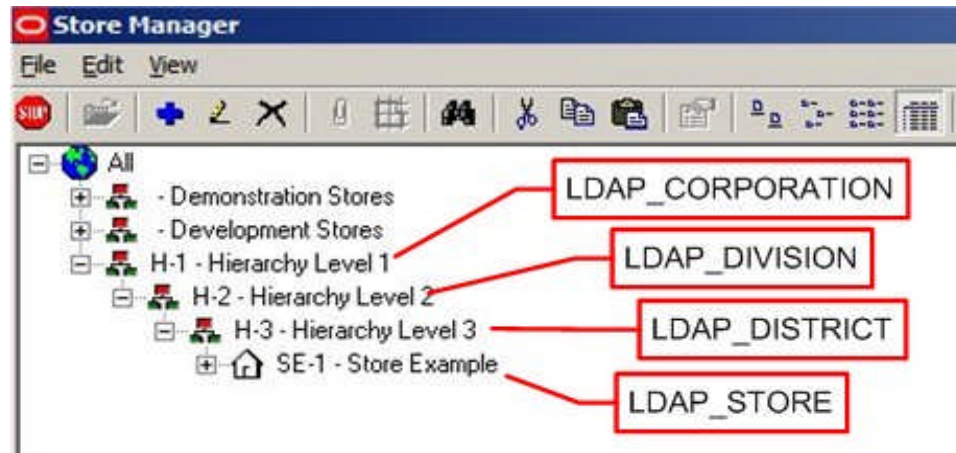 Store Manager
File Edit View
STOP
All
- Demonstration Stores
- Development Stores
H-1 - Hierarchy Level 1
H-2 - Hierarchy Level 2
H-3 - Hierarchy Level 3
SE-1 - Store Example
LDAP_CORPORATION
LDAP_DIVISION
LDAP_DISTRICT
LDAP_STORE